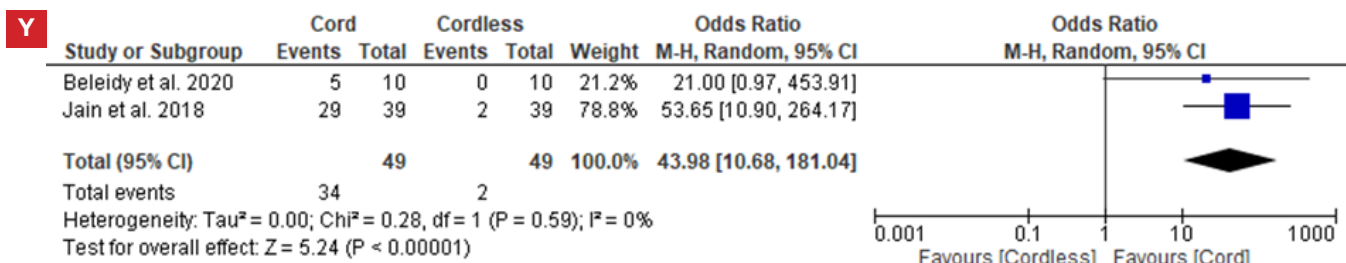 Y
Cord Cordless Odds Ratio Odds Ratio
Study or Subgroup Events Total Events Total Weight M-H, Random, 95% CI M-H, Random, 95% CI
Beleidy et al. 2020 5 10 0 10 21.2% 21.00 [0.97, 453.91]
Jain et al. 2018 29 39 2 39 78.8% 53.65 [10.90, 264.17]
Total (95% CI) 49 49 100.0% 43.98 [10.68, 181.04]
Total events 34 2
Heterogeneity: Tau² = 0.00; Chi² = 0.28, df = 1 (P = 0.59); I² = 0%
Test for overall effect: Z = 5.24 (P < 0.00001)
0.001 0.1 1 10 1000
Favours [Cordless] Favours [Cord]